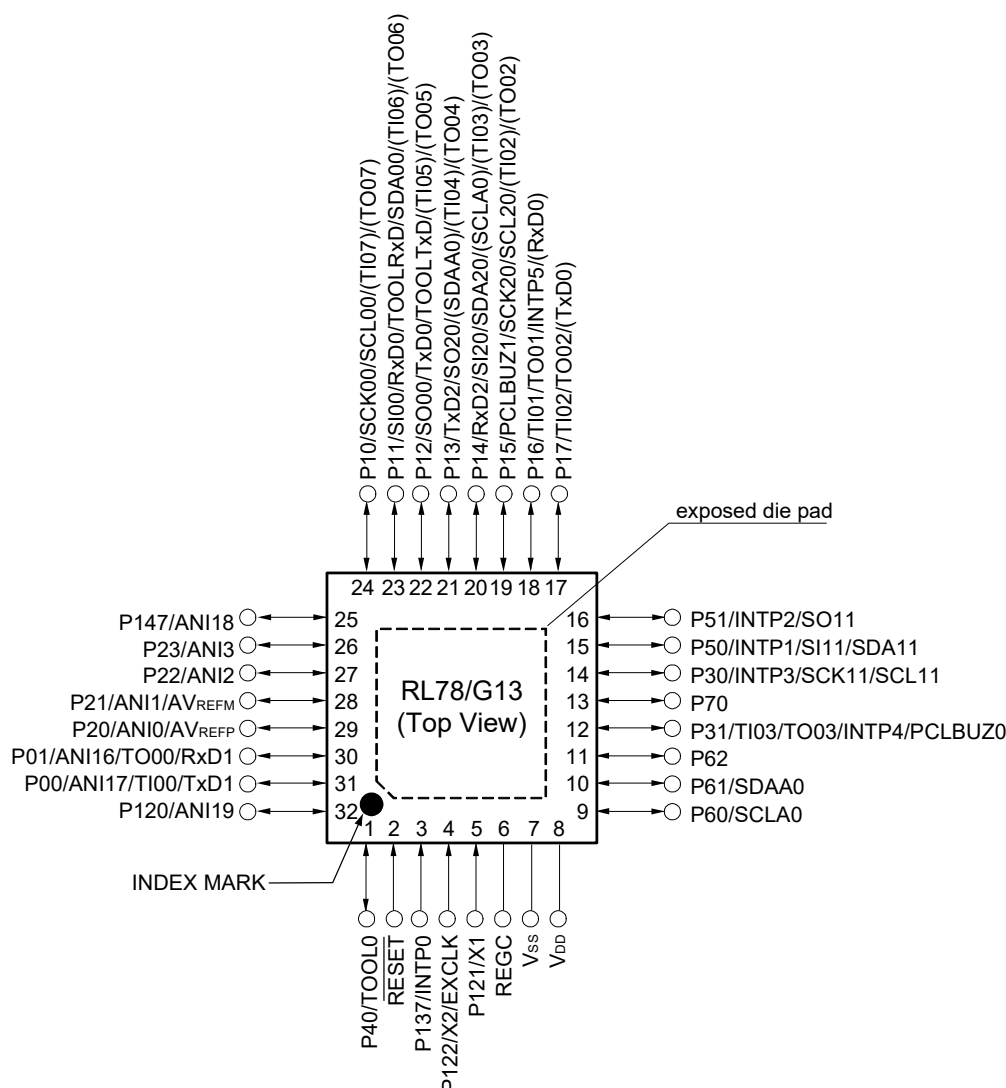 P10/SCK00/SCL00/(TI07)/(TO07)
P11/SI00/RxD0/TOOLRxD/SDA00/(TI06)/(TO06)
P12/SO00/TxD0/TOOLTxD/(TI05)/(TO05)
P13/TxD2/SO20/(SDAA0)/(TI04)/(TO04)
P14/RxD2/SI20/SDA20/(SCLA0)/(TI03)/(TO03)
P15/PCLBUZ1/SCK20/SCL20/(TI02)/(TO02)
P16/TI01/TO01/INTP5/(RxD0)
P17/TI02/TO02/(TxD0)
exposed die pad
24 23 22 21 20 19 18 17
P147/ANI18 25
P23/ANI3 26
P22/ANI2 27
P21/ANI1/AVREFM 28
P20/ANI0/AVREFP 29
P01/ANI16/TO00/RxD1 30
P00/ANI17/TI00/TxD1 31
P120/ANI19 32
RL78/G13
(Top View)
16 P51/INTP2/SO11
15 P50/INTP1/SI11/SDA11
14 P30/INTP3/SCK11/SCL11
13 P70
12 P31/TI03/TO03/INTP4/PCLBUZ0
11 P62
10 P61/SDAA0
9 P60/SCLA0
1 2 3 4 5 6 7 8
INDEX MARK
P40/TOOL0
RESET
P137/INTP0
P122/X2/EXCLK
P121/X1
REGC
VSS
VDD